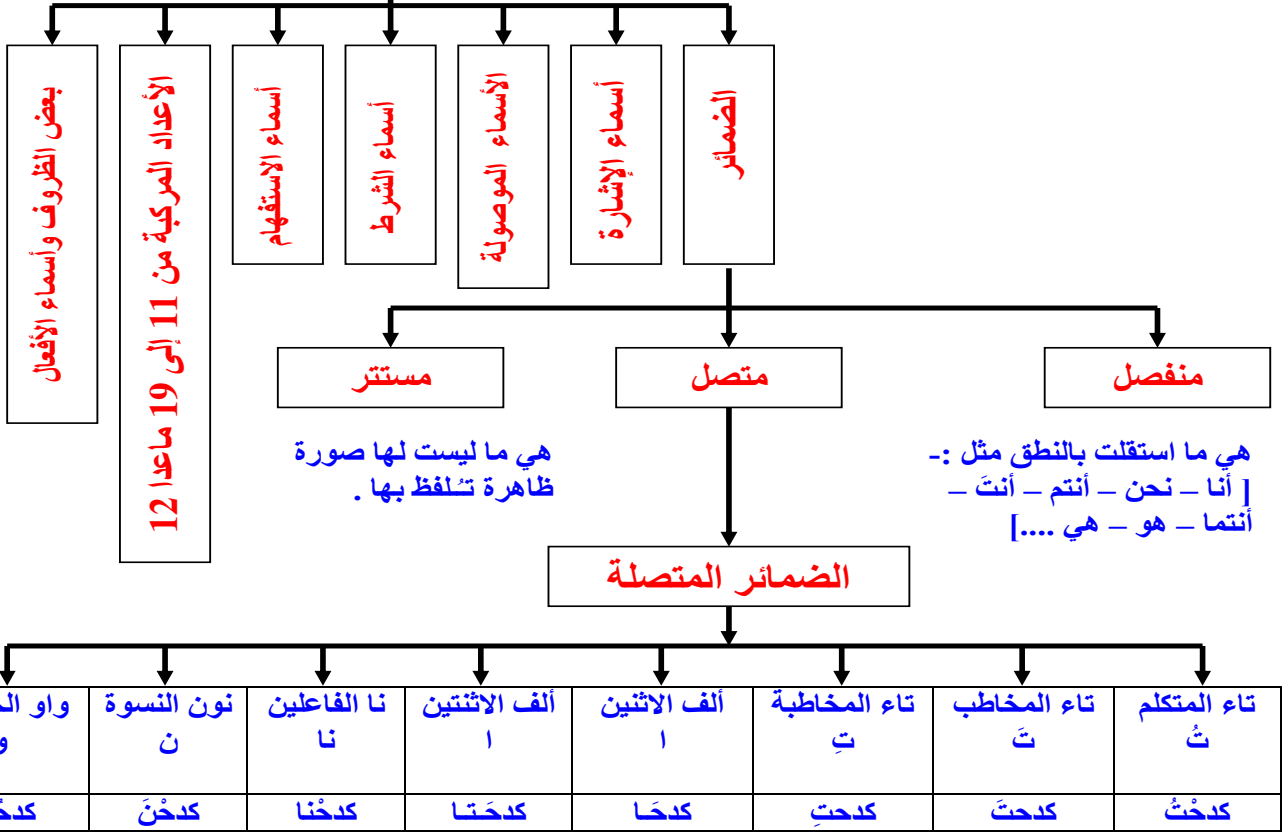 الضمائر
أسماء الإشارة
الأسماء الموصولة
أسماء الشرط
أسماء الاستفهام
الأعداد المركبة من 11 إلى 19 ماعدا 12
بعض الظروف وأسماء الأفعال
منفصل
متصل
مستتر
هي ما استقلت بالنطق مثل :-
[ أنا – نحن – أنتم – أنتَ –
أنتما – هو – هي ....]
هي ما ليست لها صورة
ظاهرة تُلفظ بها .
الضمائر المتصلة
تاء المتكلم
تُ
تاء المخاطب
تَ
تاء المخاطبة
تِ
ألف الاثنين
ا
ألف الاثنتين
ا
نا الفاعلين
نا
نون النسوة
ن
واو
و
كدحْتُ
كدحتَ
كدحتِ
كدحَا
كدحَتا
كدحْنا
كدحْنَ